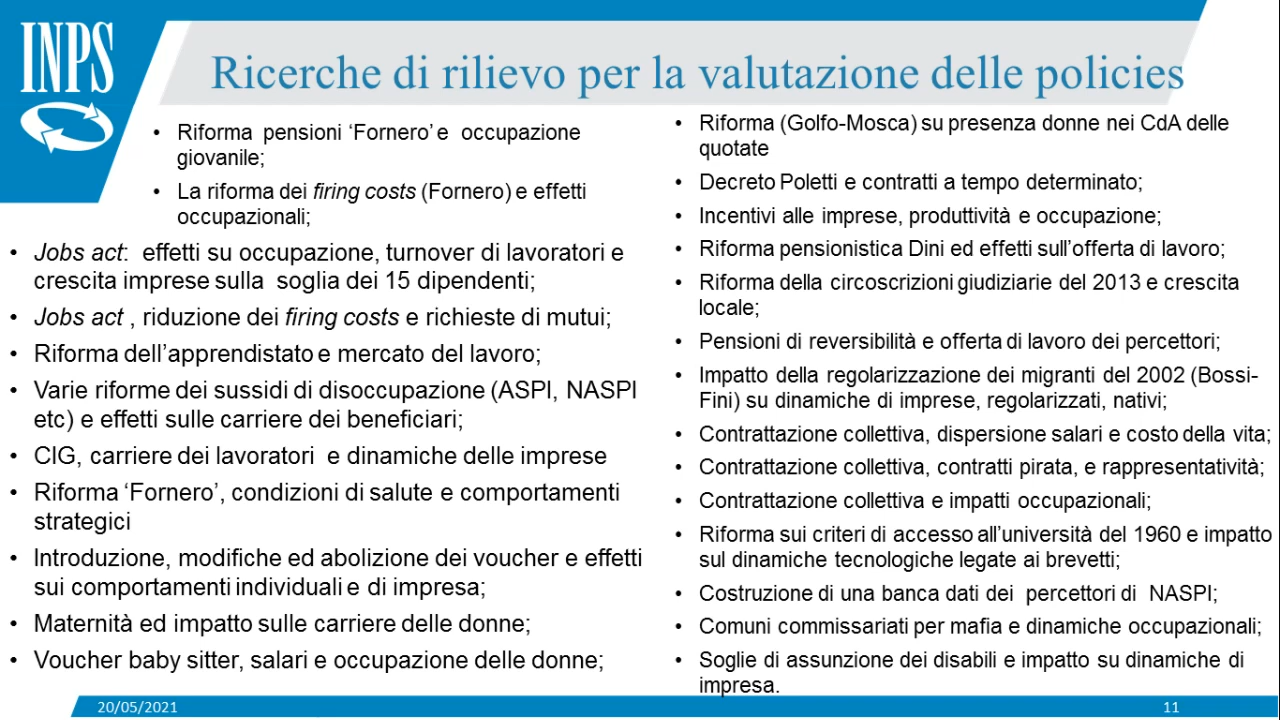 INPS
Ricerche di rilievo per la valutazione delle policies
• Riforma pensioni ‘Fornero’ e occupazione
giovanile;
• La riforma dei firing costs (Fornero) e effetti
occupazionali;
• Jobs act: effetti su occupazione, turnover di lavoratori e
crescita imprese sulla soglia dei 15 dipendenti;
• Jobs act , riduzione dei firing costs e richieste di mutui;
• Riforma dell’apprendistato e mercato del lavoro;
• Varie riforme dei sussidi di disoccupazione (ASPI, NASPI
etc) e effetti sulle carriere dei beneficiari;
• CIG, carriere dei lavoratori e dinamiche delle imprese
• Riforma ‘Fornero’, condizioni di salute e comportamenti
strategici
• Introduzione, modifiche ed abolizione dei voucher e effetti
sui comportamenti individuali e di impresa;
• Maternità ed impatto sulle carriere delle donne;
• Voucher baby sitter, salari e occupazione delle donne;
• Riforma (Golfo-Mosca) su presenza donne nei CdA delle
quotate
• Decreto Poletti e contratti a tempo determinato;
• Incentivi alle imprese, produttività e occupazione;
• Riforma pensionistica Dini ed effetti sull’offerta di lavoro;
• Riforma della circoscrizioni giudiziarie del 2013 e crescita
locale;
• Pensioni di reversibilità e offerta di lavoro dei percettori;
• Impatto della regolarizzazione dei migranti del 2002 (Bossi-
Fini) su dinamiche di imprese, regolarizzati, nativi;
• Contrattazione collettiva, dispersione salari e costo della vita;
• Contrattazione collettiva, contratti pirata, e rappresentatività;
• Contrattazione collettiva e impatti occupazionali;
• Riforma sui criteri di accesso all’università del 1960 e impatto
sul dinamiche tecnologiche legate ai brevetti;
• Costruzione di una banca dati dei percettori di NASPI;
• Comuni commissariati per mafia e dinamiche occupazionali;
• Soglie di assunzione dei disabili e impatto su dinamiche di
impresa.
20/05/2021
11